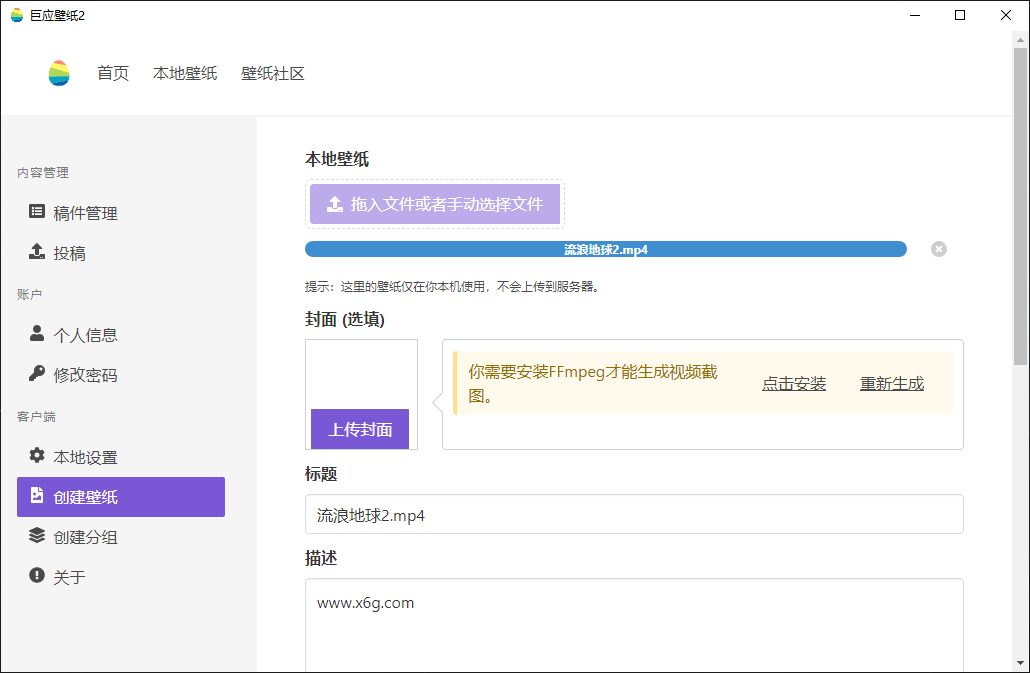 巨应壁纸2
首页 本地壁纸 壁纸社区
内容管理
稿件管理
投稿
账户
个人信息
修改密码
客户端
本地设置
创建壁纸
创建分组
关于
本地壁纸
拖入文件或者手动选择文件
流浪地球2.mp4
提示：这里的壁纸仅在你本机使用，不会上传到服务器。
封面 (选填)
上传封面
你需要安装FFmpeg才能生成视频截
图。
点击安装 重新生成
标题
流浪地球2.mp4
描述
www.x6g.com